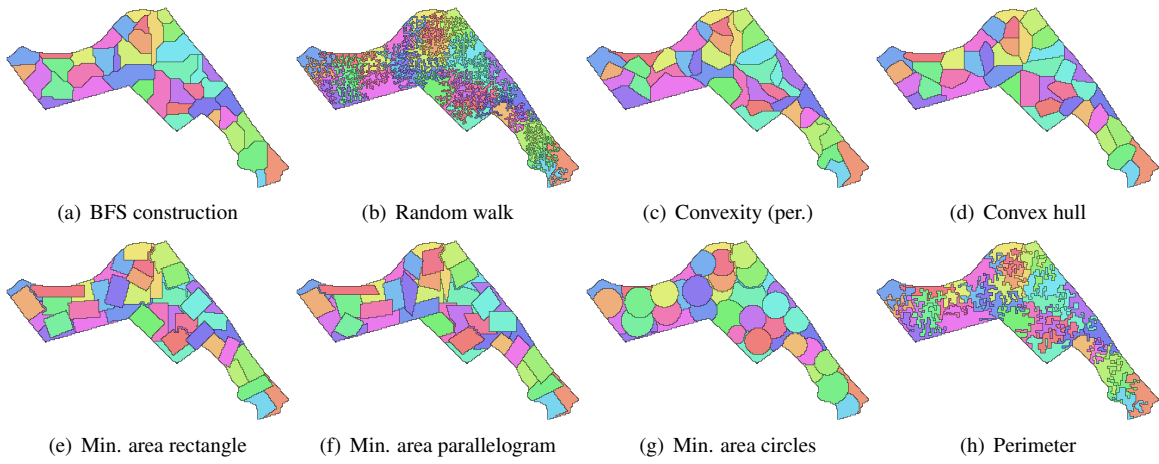 (a) BFS construction
(b) Random walk
(c) Convexity (per.)
(d) Convex hull
(e) Min. area rectangle
(f) Min. area parallelogram
(g) Min. area circles
(h) Perimeter